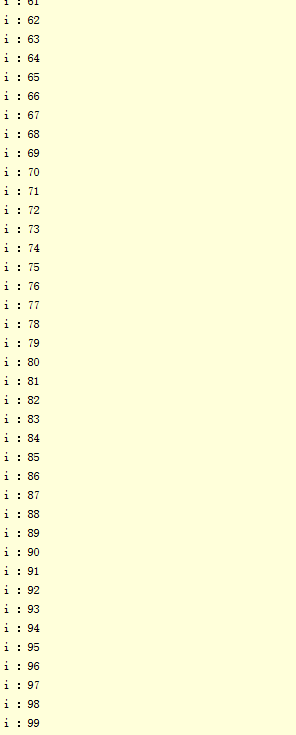 i : 61
i : 62
i : 63
i : 64
i : 65
i : 66
i : 67
i : 68
i : 69
i : 70
i : 71
i : 72
i : 73
i : 74
i : 75
i : 76
i : 77
i : 78
i : 79
i : 80
i : 81
i : 82
i : 83
i : 84
i : 85
i : 86
i : 87
i : 88
i : 89
i : 90
i : 91
i : 92
i : 93
i : 94
i : 95
i : 96
i : 97
i : 98
i : 99